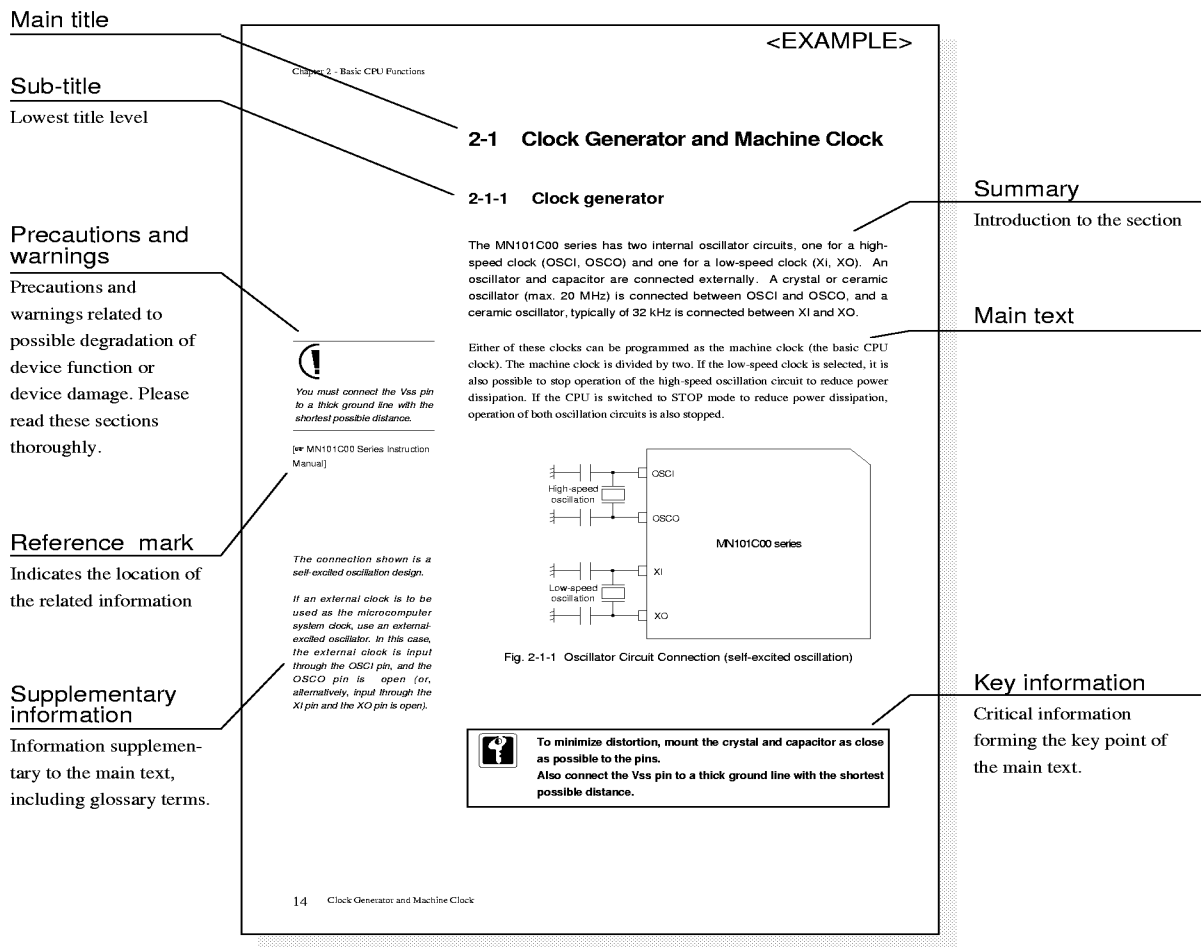 Main title
Sub-title
Lowest title level
Precautions and
warnings
Precautions and
warnings related to
possible degradation of
device function or
device damage. Please
read these sections
thoroughly.
Reference mark
Indicates the location of
the related information
Supplementary
information
Information supplemen-
tary to the main text,
including glossary terms.
<EXAMPLE>
Chapter 2 - Basic CPU Functions
2-1 Clock Generator and Machine Clock
2-1-1 Clock generator
The MN101C00 series has two internal oscillator circuits, one for a high-
speed clock (OSCI, OSCO) and one for a low-speed clock (Xi, XO). An
oscillator and capacitor are connected externally. A crystal or ceramic
oscillator (max. 20 MHz) is connected between OSCI and OSCO, and a
ceramic oscillator, typically of 32 kHz is connected between XI and XO.
Either of these clocks can be programmed as the machine clock (the basic CPU
clock). The machine clock is divided by two. If the low-speed clock is selected, it is
also possible to stop operation of the high-speed oscillation circuit to reduce power
dissipation. If the CPU is switched to STOP mode to reduce power dissipation,
operation of both oscillation circuits is also stopped.
You must connect the Vss pin
to a thick ground line with the
shortest possible distance.
[☞ MN101C00 Series Instruction
Manual]
The connection shown is a
self-excited oscillation design.
If an external clock is to be
used as the microcomputer
system clock, use an external-
excited oscillator. In this case,
the external clock is input
through the OSCI pin, and the
OSCO pin is open (or,
alternatively, input through the
XI pin and the XO pin is open).
OSCI
High-speed
oscillation
OSCO
MN101C00 series
XI
Low-speed
oscillation
XO
Fig. 2-1-1 Oscillator Circuit Connection (self-excited oscillation)
To minimize distortion, mount the crystal and capacitor as close
as possible to the pins.
Also connect the Vss pin to a thick ground line with the shortest
possible distance.
14 Clock Generator and Machine Clock
Summary
Introduction to the section
Main text
Key information
Critical information
forming the key point of
the main text.